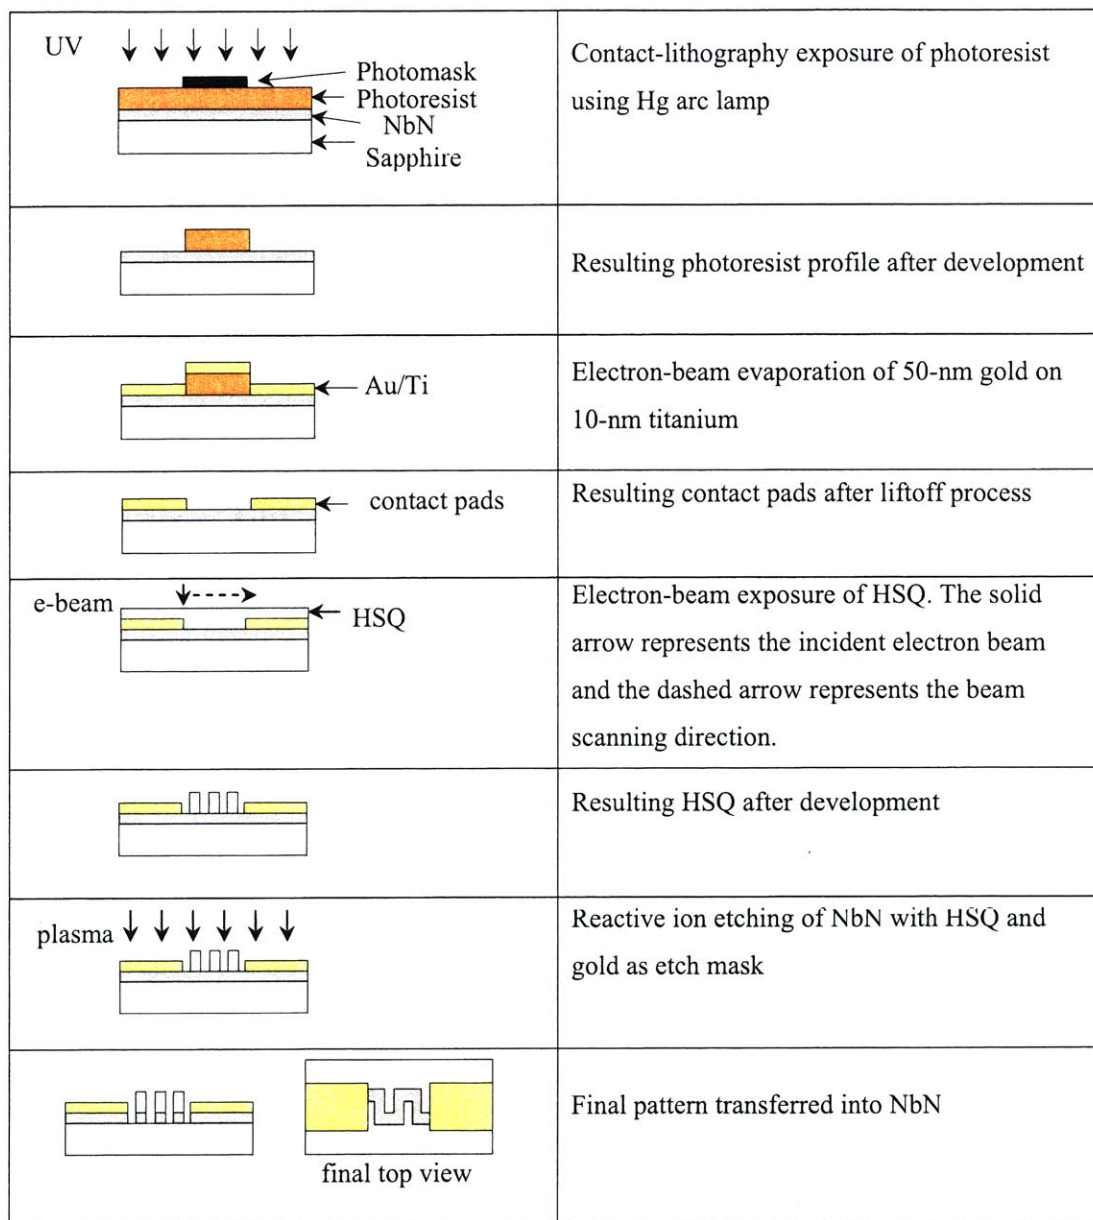 UV
Photomask
Photoresist
NbN
Sapphire
Contact-lithography exposure of photoresist
using Hg arc lamp
Resulting photoresist profile after development
Au/Ti
Electron-beam evaporation of 50-nm gold on
10-nm titanium
contact pads
Resulting contact pads after liftoff process
e-beam
HSQ
Electron-beam exposure of HSQ. The solid
arrow represents the incident electron beam
and the dashed arrow represents the beam
scanning direction.
Resulting HSQ after development
plasma
Reactive ion etching of NbN with HSQ and
gold as etch mask
final top view
Final pattern transferred into NbN